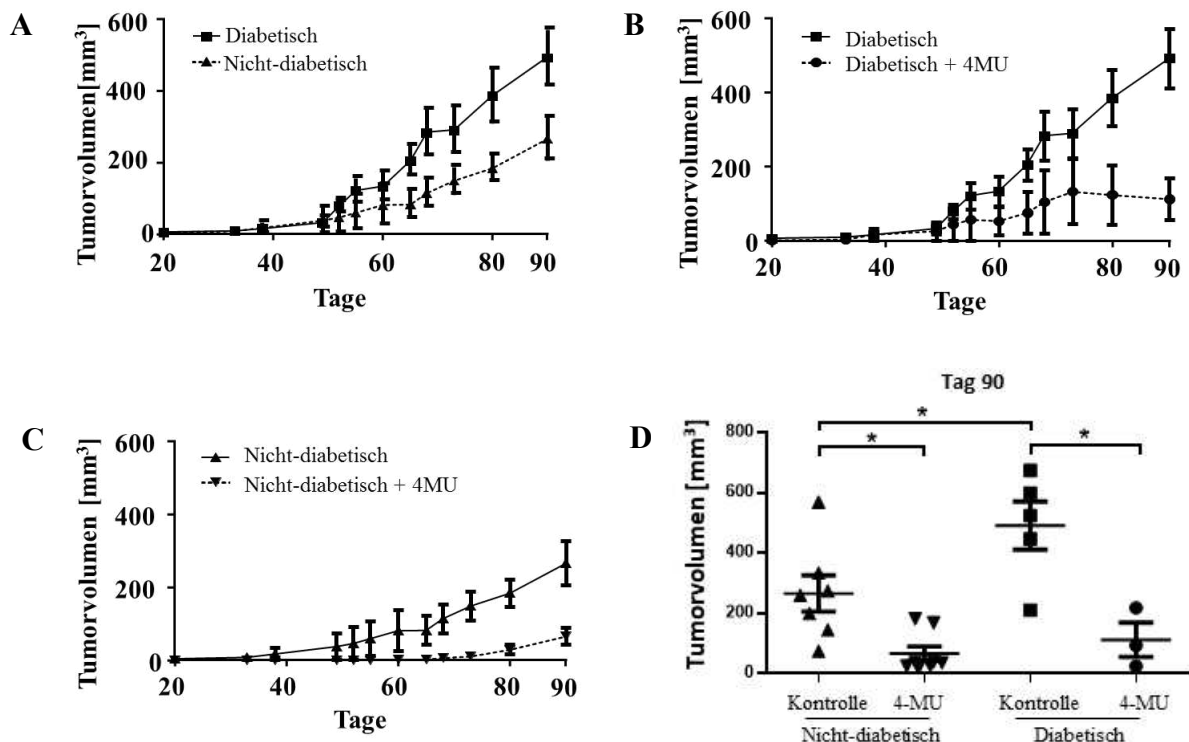 A
Tumorvolumen[mm³]
600
400
200
0
Diabetisch
Nicht-diabetisch
20 40 60 80 90
Tage
B
Tumorvolumen [mm³]
600
400
200
0
Diabetisch
Diabetisch + 4MU
20 40 60 80 90
Tage
C
Tumorvolumen [mm³]
600
400
200
0
Nicht-diabetisch
Nicht-diabetisch + 4MU
20 40 60 80 90
Tage
D
Tag 90
Tumorvolumen [mm³]
800
600
400
200
0
* * *
Kontrolle 4-MU Kontrolle 4-MU
Nicht-diabetisch Diabetisch